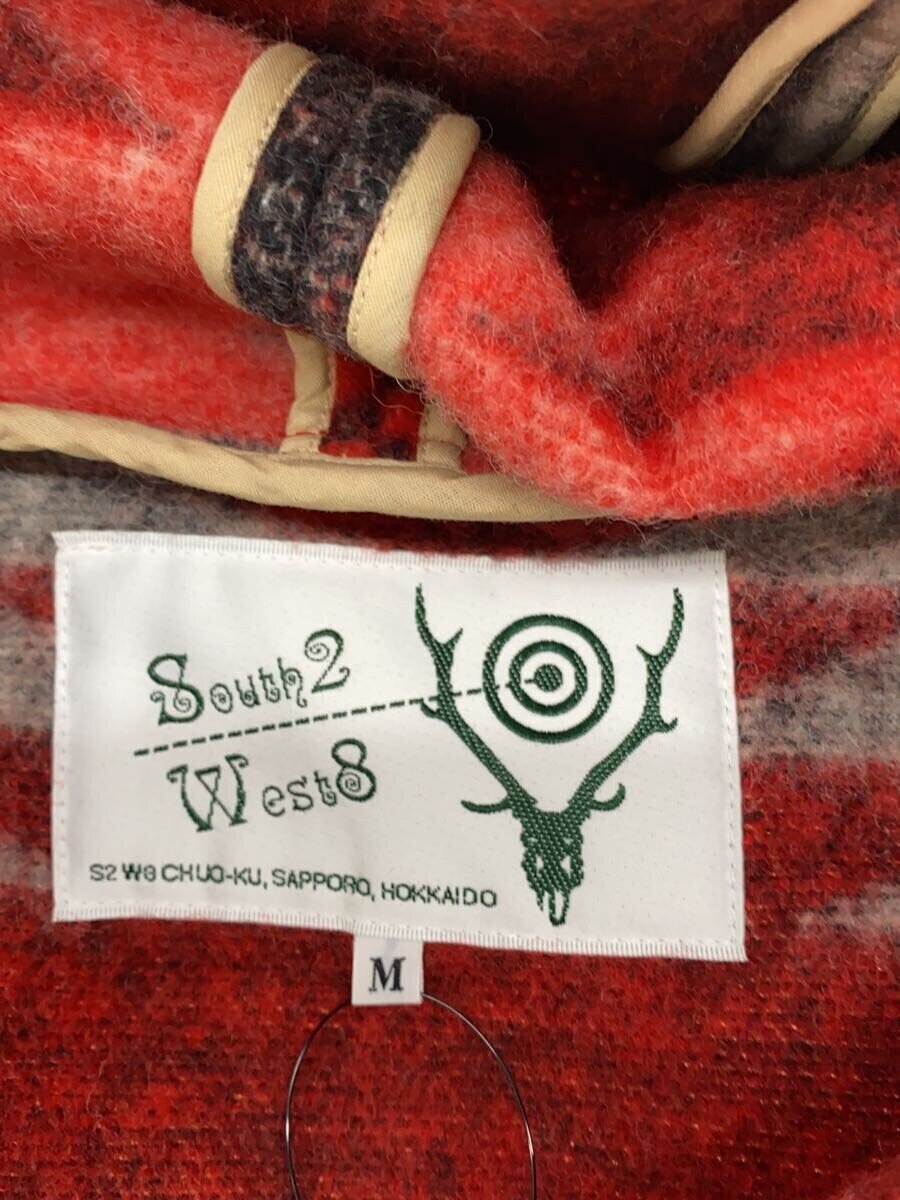 South2
West8
S2 W8 CHUO-KU, SAPPORO, HOKKAIDO
M